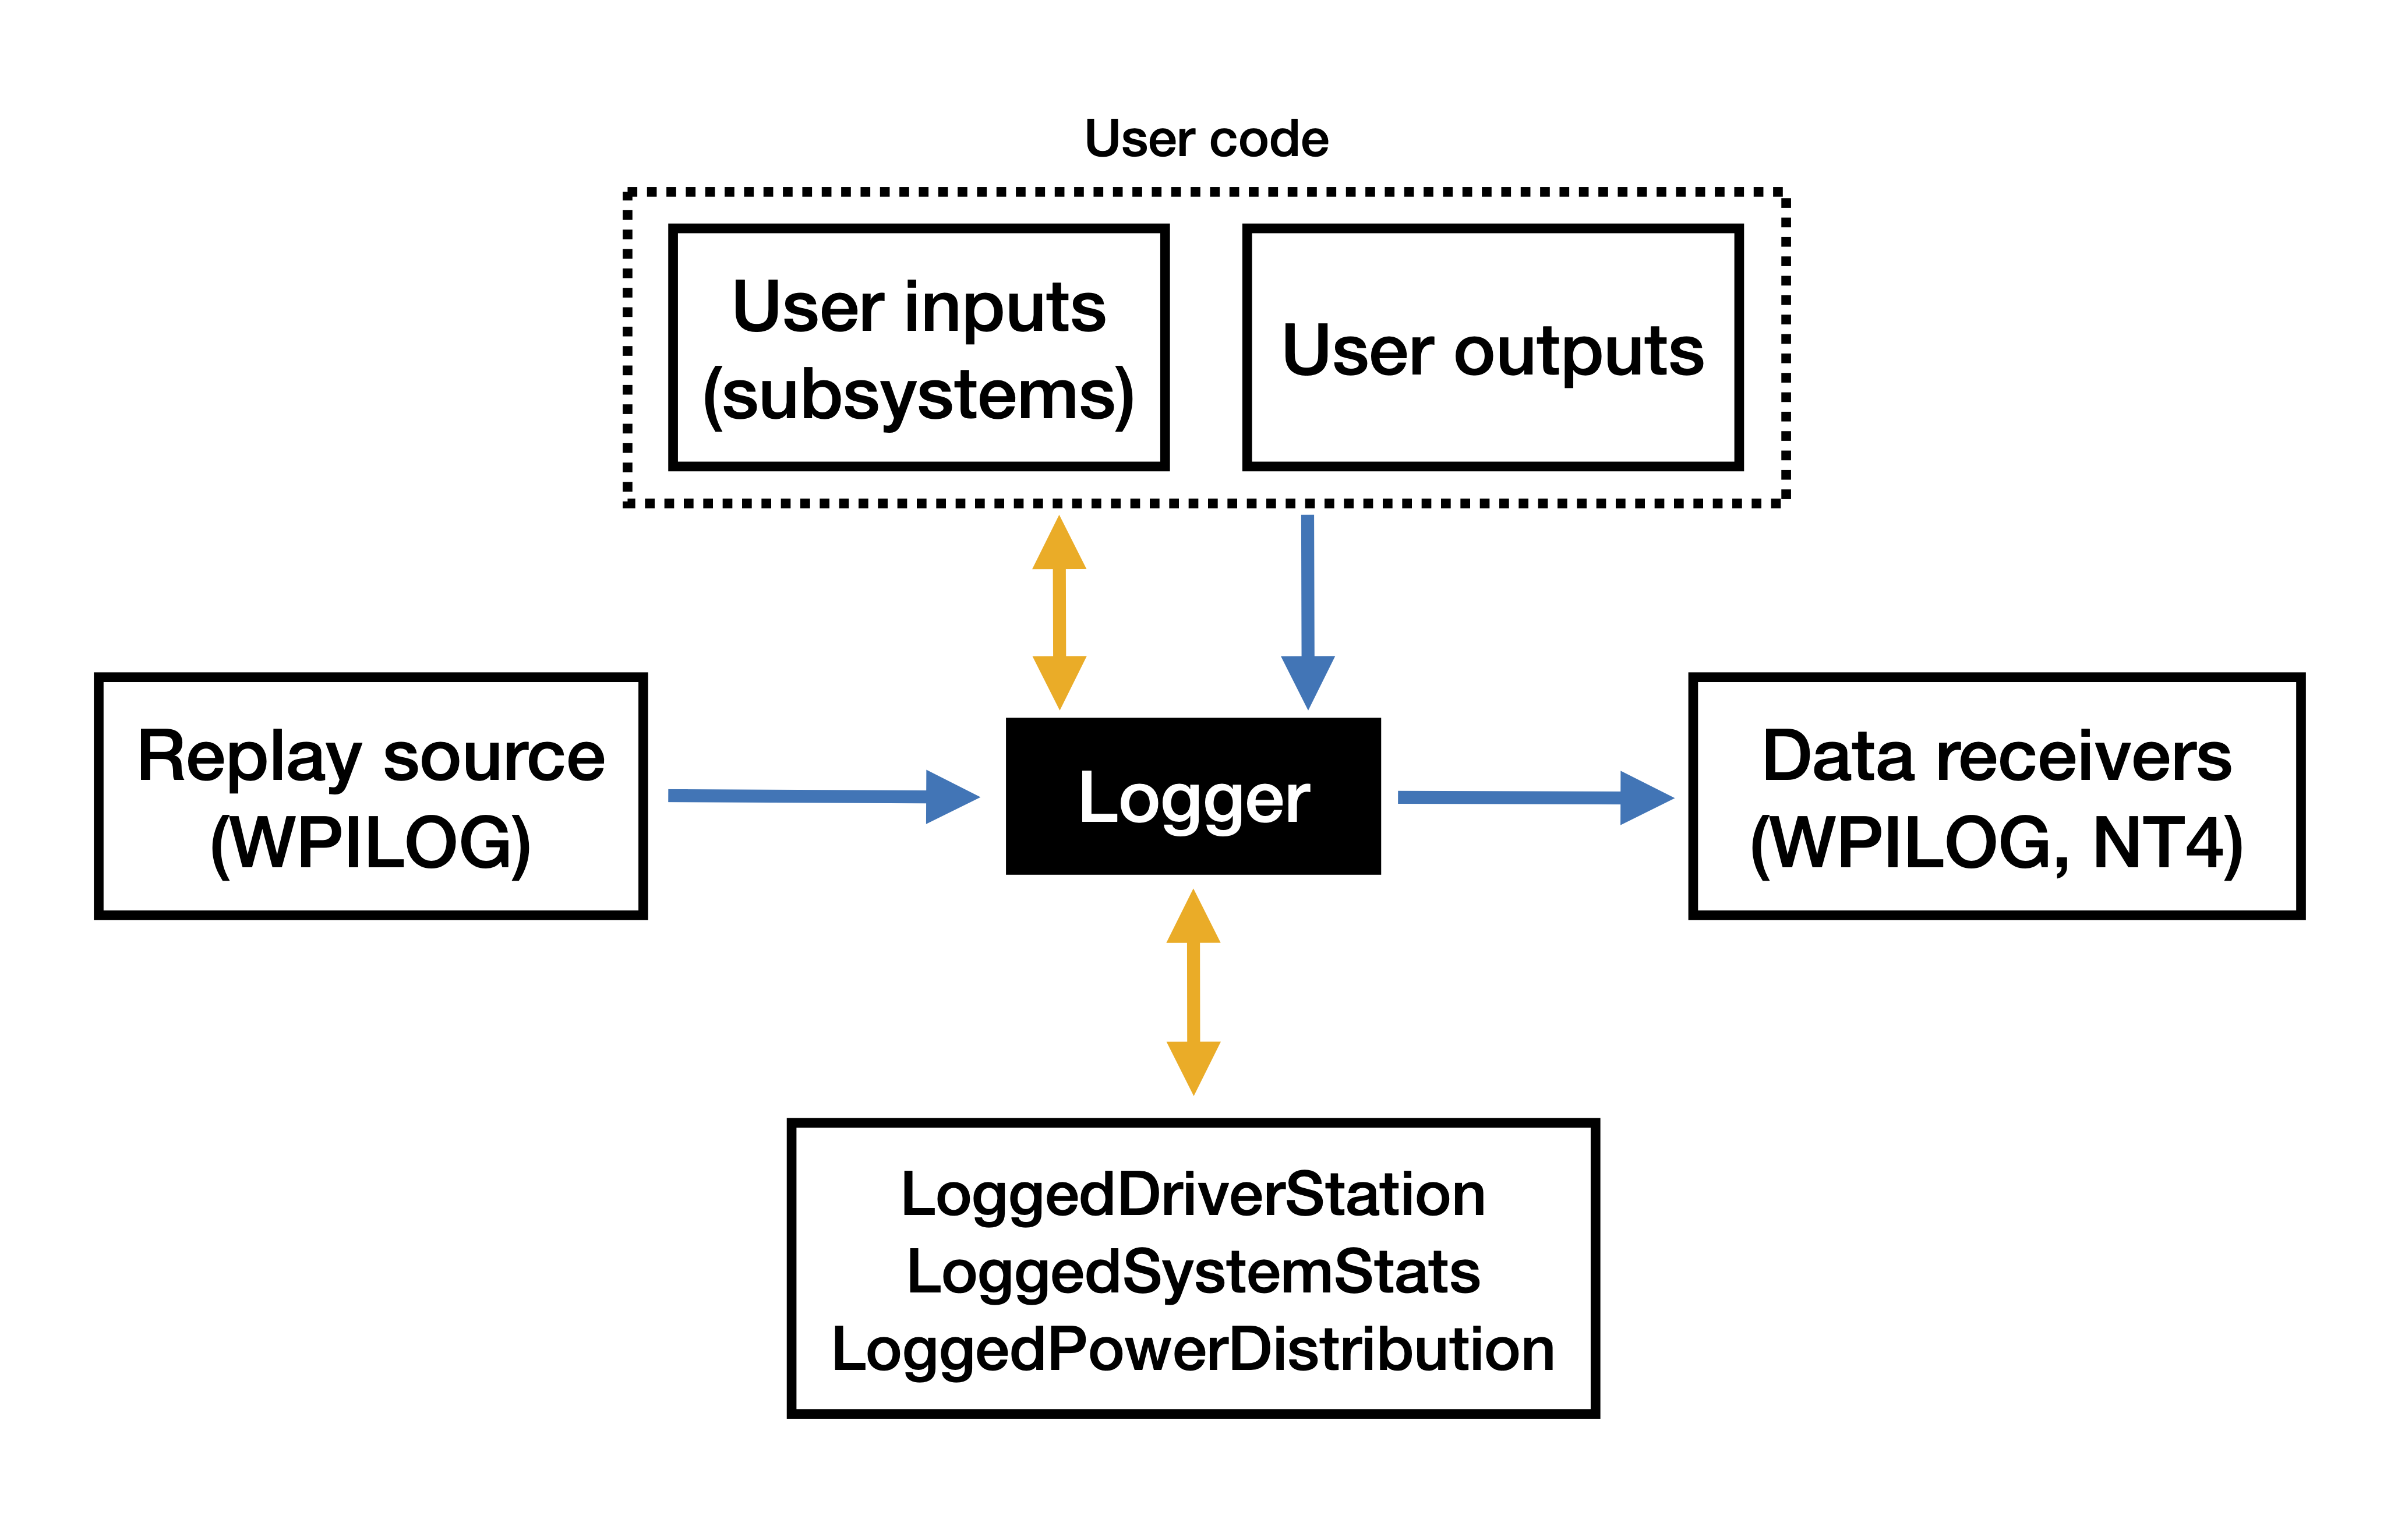 User code
User inputs
(subsystems)
User outputs
Replay source
(WPILOG)
Logger
Data receivers
(WPILOG, NT4)
LoggedDriverStation
LoggedSystemStats
LoggedPowerDistribution